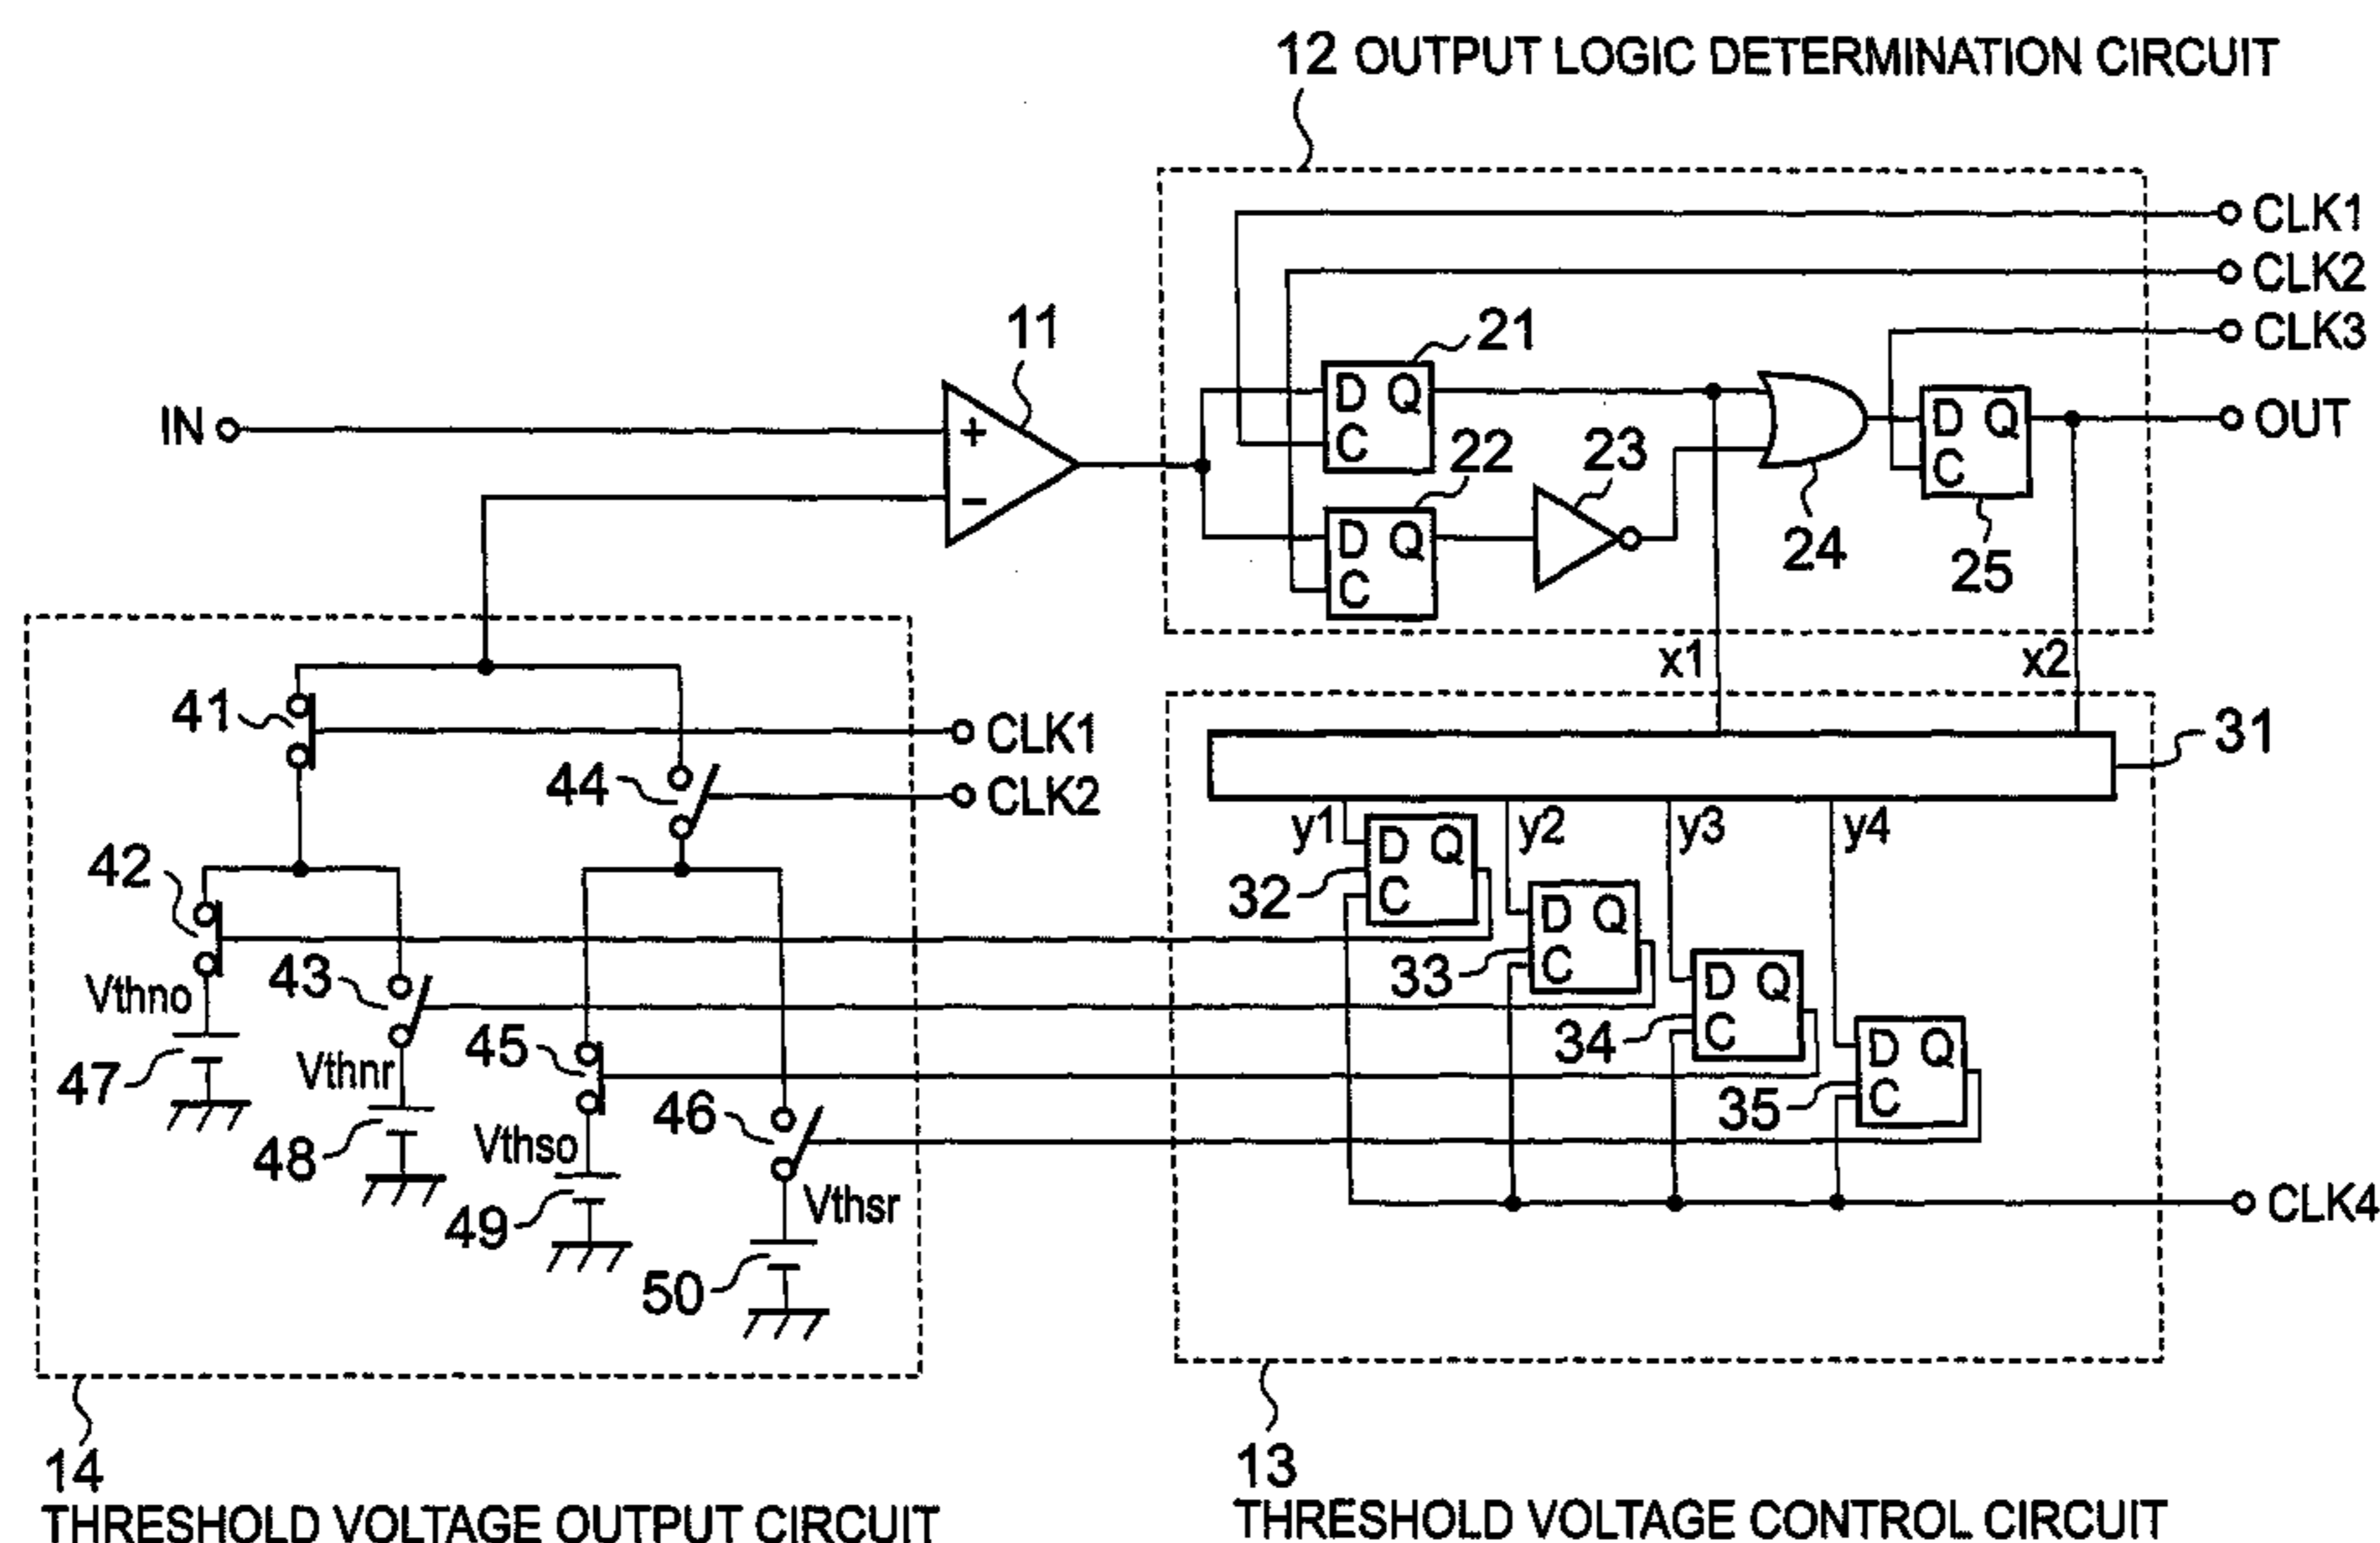 12 OUTPUT LOGIC DETERMINATION CIRCUIT
CLK1
CLK2
CLK3
OUT
IN
11
+
−
21
D Q
C
22
D Q
C
23
24
D Q
C
25
x1
x2
31
41
CLK1
44
CLK2
42
43
Vthno
47
Vthnr
48
45
46
Vthso
49
Vthsr
50
y1
y2
y3
y4
32
D Q
C
33
D Q
C
34
D Q
C
35
D Q
C
CLK4
14
THRESHOLD VOLTAGE OUTPUT CIRCUIT
13
THRESHOLD VOLTAGE CONTROL CIRCUIT